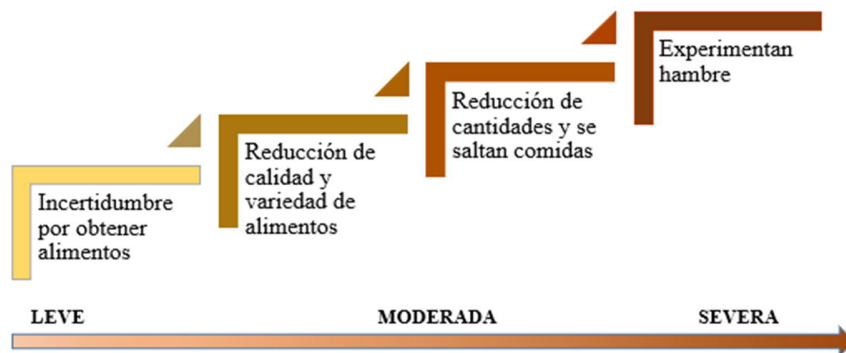 Incertidumbre
por obtener
alimentos
Reducción de
calidad y
variedad de
alimentos
Reducción de
cantidades y se
saltan comidas
Experimentan
hambre
LEVE
MODERADA
SEVERA